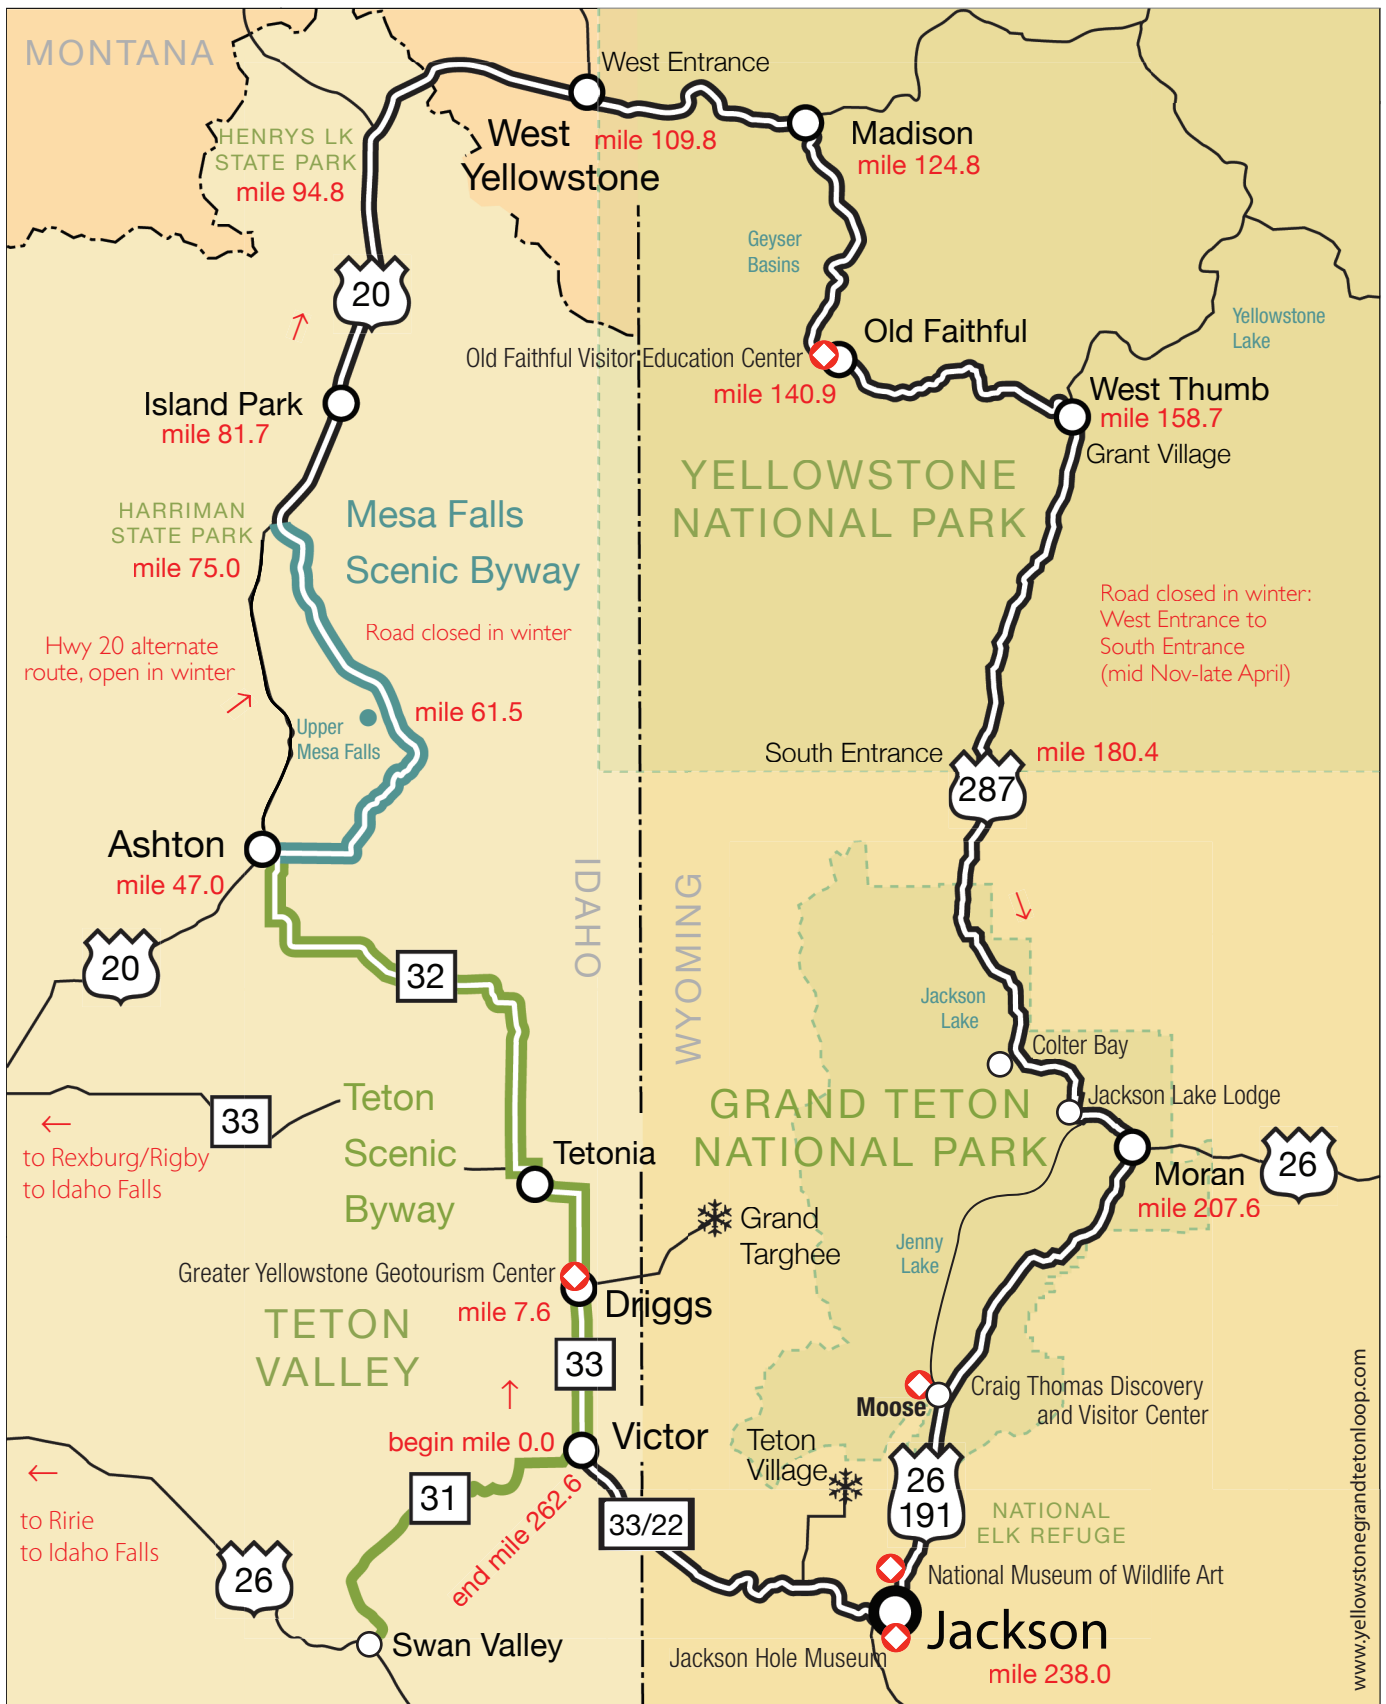 MONTANA
West Entrance
West
Yellowstone
mile 109.8
Madison
mile 124.8
HENRYS LK
STATE PARK
mile 94.8
Geyser
Basins
20
Yellowstone
Lake
Old Faithful
Old Faithful Visitor Education Center
mile 140.9
West Thumb
mile 158.7
Grant Village
Island Park
mile 81.7
YELLOWSTONE
NATIONAL PARK
HARRIMAN
STATE PARK
mile 75.0
Mesa Falls
Scenic Byway
Road closed in winter
Hwy 20 alternate
route, open in winter
Road closed in winter:
West Entrance to
South Entrance
(mid Nov-late April)
mile 61.5
Upper
Mesa Falls
South Entrance
mile 180.4
287
Ashton
mile 47.0
IDAHO
WYOMING
20
32
Jackson
Lake
Colter Bay
Jackson Lake Lodge
GRAND TETON
NATIONAL PARK
33
Teton
Scenic
Byway
to Rexburg/Rigby
to Idaho Falls
Tetonia
Moran
mile 207.6
26
Grand
Targhee
Jenny
Lake
Greater Yellowstone Geotourism Center
mile 7.6
Driggs
TETON
VALLEY
33
Moose
Craig Thomas Discovery
and Visitor Center
begin mile 0.0
Victor
end mile 262.6
Teton
Village
31
33/22
26
191
NATIONAL
ELK REFUGE
to Ririe
to Idaho Falls
26
National Museum of Wildlife Art
Swan Valley
Jackson
Jackson Hole Museum
mile 238.0
www.yellowstonegrandtetonloop.com